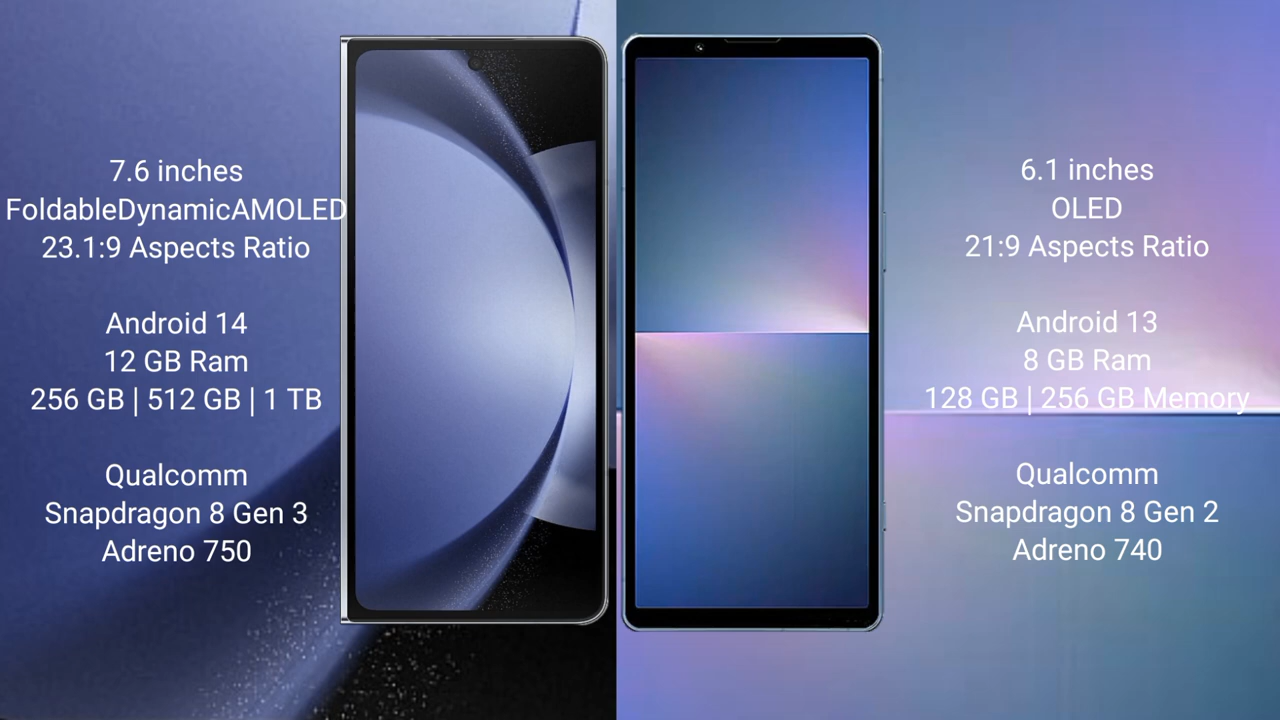 7.6 inches
FoldableDynamicAMOLED
23.1:9 Aspects Ratio
Android 14
12 GB Ram
256 GB | 512 GB | 1 TB
Qualcomm
Snapdragon 8 Gen 3
Adreno 750
6.1 inches
OLED
21:9 Aspects Ratio
Android 13
8 GB Ram
128 GB | 256 GB Memory
Qualcomm
Snapdragon 8 Gen 2
Adreno 740